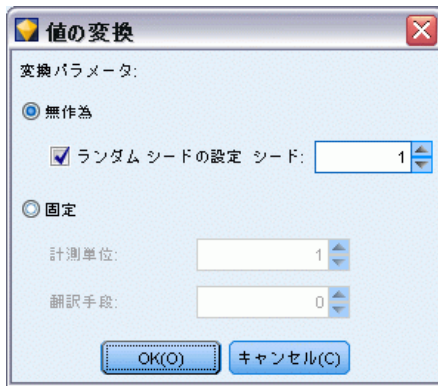 値の変換
変換パラメータ:
無作為
ランダム シードの設定 シード: 1
固定
計測単位: 1
翻訳手段: 0
OK(O) キャンセル(C)